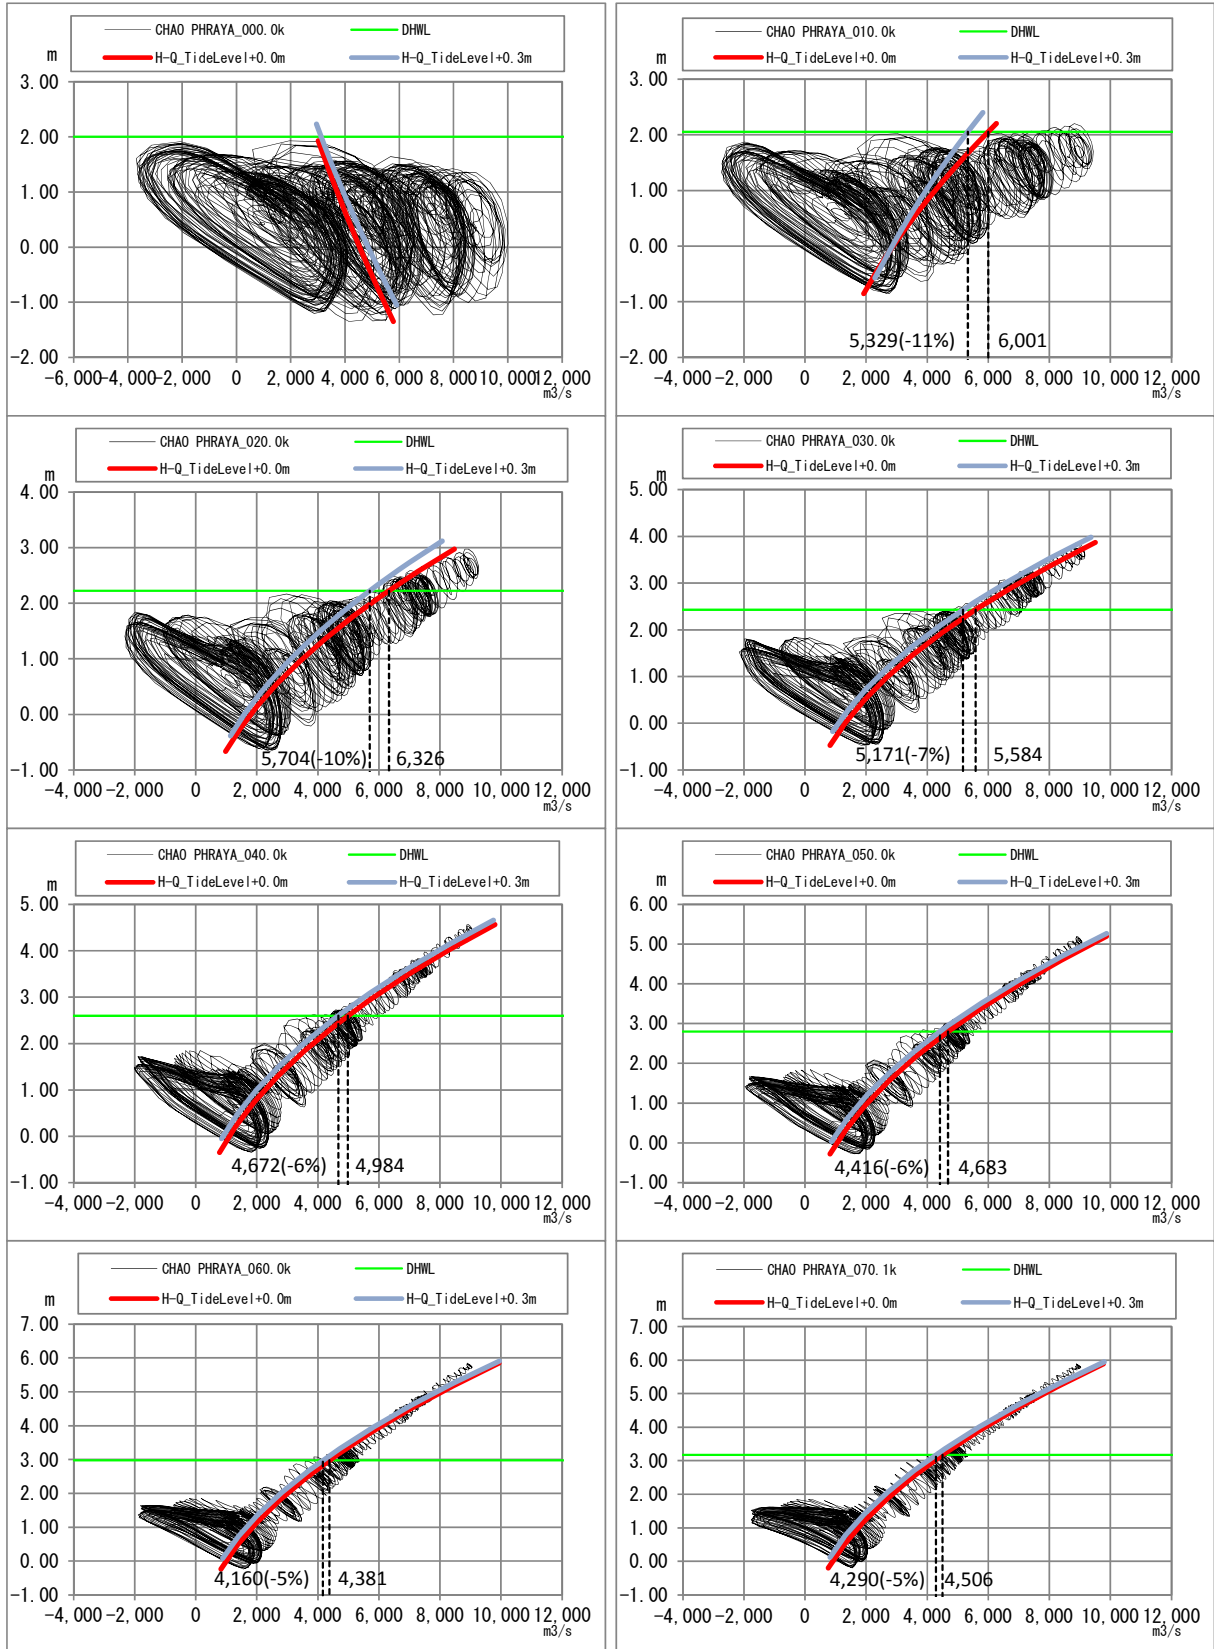 CHAO PHRAYA_000.0k DHWL
H-Q_TideLevel+0.0m H-Q_TideLevel+0.3m
m
3.00
2.00
1.00
0.00
-1.00
-2.00
-6,000 -4,000 -2,000 0 2,000 4,000 6,000 8,000 10,000 12,000
m3/s
CHAO PHRAYA_010.0k DHWL
H-Q_TideLevel+0.0m H-Q_TideLevel+0.3m
m
3.00
2.00
1.00
0.00
-1.00
5,329(-11%) 6,001
-2.00
-4,000 -2,000 0 2,000 4,000 6,000 8,000 10,000 12,000
m3/s
CHAO PHRAYA_020.0k DHWL
H-Q_TideLevel+0.0m H-Q_TideLevel+0.3m
m
4.00
3.00
2.00
1.00
0.00
5,704(-10%) 6,326
-1.00
-4,000 -2,000 0 2,000 4,000 6,000 8,000 10,000 12,000
m3/s
CHAO PHRAYA_030.0k DHWL
H-Q_TideLevel+0.0m H-Q_TideLevel+0.3m
m
5.00
4.00
3.00
2.00
1.00
0.00
5,171(-7%) 5,584
-1.00
-4,000 -2,000 0 2,000 4,000 6,000 8,000 10,000 12,000
m3/s
CHAO PHRAYA_040.0k DHWL
H-Q_TideLevel+0.0m H-Q_TideLevel+0.3m
m
5.00
4.00
3.00
2.00
1.00
0.00
4,672(-6%) 4,984
-1.00
-4,000 -2,000 0 2,000 4,000 6,000 8,000 10,000 12,000
m3/s
CHAO PHRAYA_050.0k DHWL
H-Q_TideLevel+0.0m H-Q_TideLevel+0.3m
m
6.00
5.00
4.00
3.00
2.00
1.00
0.00
4,416(-6%) 4,683
-1.00
-4,000 -2,000 0 2,000 4,000 6,000 8,000 10,000 12,000
m3/s
CHAO PHRAYA_060.0k DHWL
H-Q_TideLevel+0.0m H-Q_TideLevel+0.3m
m
7.00
6.00
5.00
4.00
3.00
2.00
1.00
0.00
4,160(-5%) 4,381
-1.00
-4,000 -2,000 0 2,000 4,000 6,000 8,000 10,000 12,000
m3/s
CHAO PHRAYA_070.1k DHWL
H-Q_TideLevel+0.0m H-Q_TideLevel+0.3m
m
7.00
6.00
5.00
4.00
3.00
2.00
1.00
0.00
4,290(-5%) 4,506
-1.00
-4,000 -2,000 0 2,000 4,000 6,000 8,000 10,000 12,000
m3/s